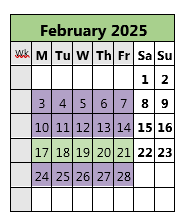 February 2025
Wk M Tu W Th Fr Sa Su
1 2
3 4 5 6 7 8 9
10 11 12 13 14 15 16
17 18 19 20 21 22 23
24 25 26 27 28